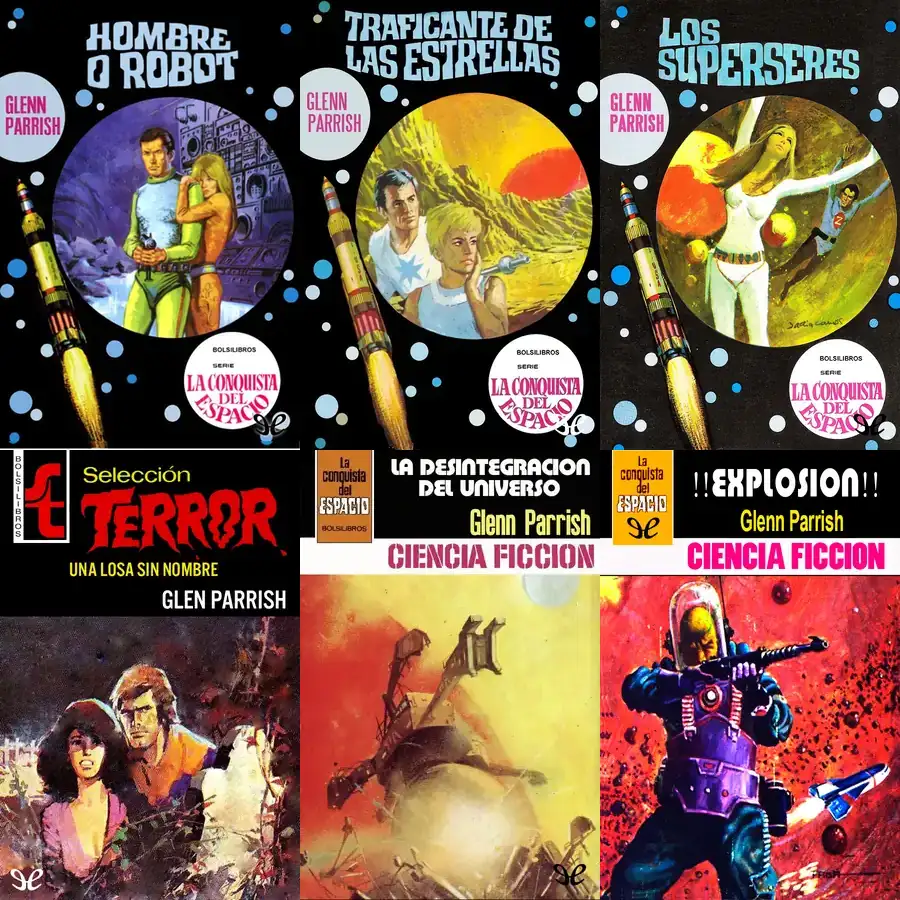 HOMBRE
O ROBOT
GLENN
PARRISH
BOLSILIBROS
SERIE
LA CONQUISTA
DEL
ESPACIO
TRAFICANTE DE
LAS ESTRELLAS
GLENN
PARRISH
BOLSILIBROS
SERIE
LA CONQUISTA
DEL
ESPACIO
LOS
SUPERSERES
GLENN
PARRISH
BOLSILIBROS
SERIE
LA CONQUISTA
DEL
ESPACIO
BOLSILIBROS
Selección
TERROR
UNA LOSA SIN NOMBRE
GLEN PARRISH
La
conquista
del
ESPACIO
BOLSILIBROS
LA DESINTEGRACION
DEL UNIVERSO
Glenn Parrish
CIENCIA FICCION
La
conquista
del
ESPACIO
!!EXPLOSION!!
Glenn Parrish
CIENCIA FICCION